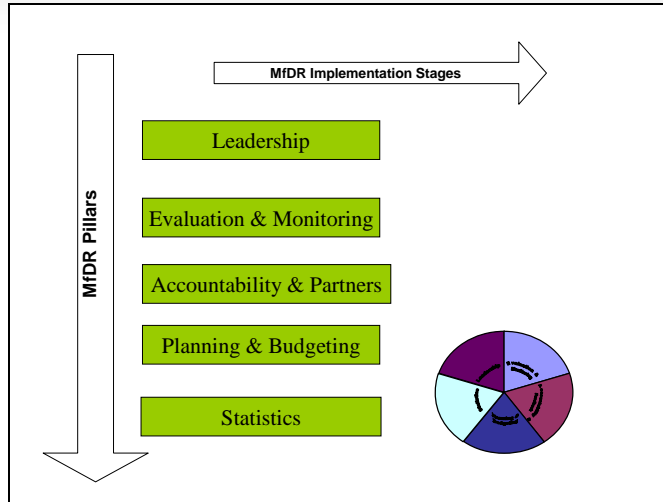 MfDR Implementation Stages
MfDR Pillars
Leadership
Evaluation & Monitoring
Accountability & Partners
Planning & Budgeting
Statistics